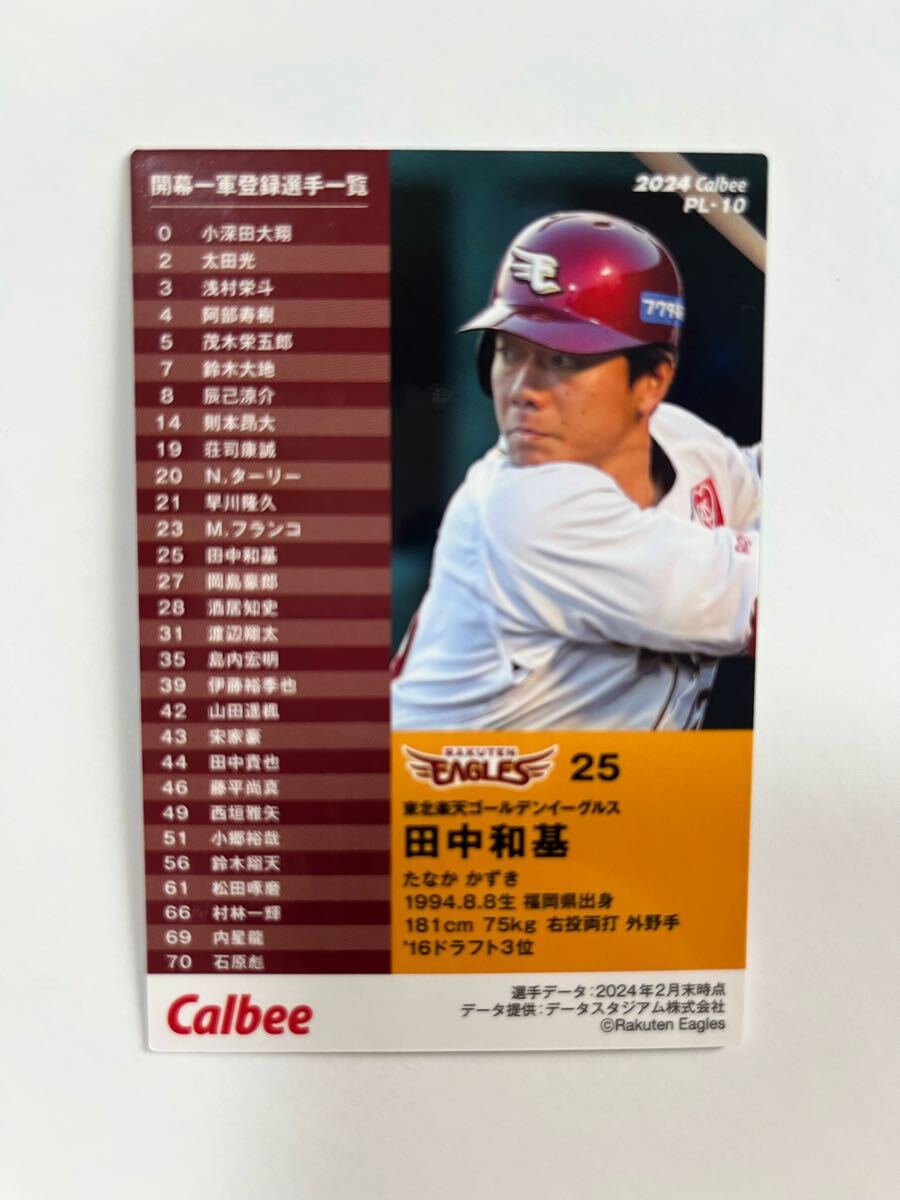 開幕一軍登録選手一覧
0 小深田大翔
2 太田光
3 浅村栄斗
4 阿部寿樹
5 茂木栄五郎
7 鈴木大地
8 辰己涼介
14 則本昂大
19 荘司康誠
20 N.ターリー
21 早川隆久
23 M.フランコ
25 田中和基
27 岡島豪郎
28 酒居知史
31 渡辺翔太
35 島内宏明
39 伊藤裕季也
42 山田遥楓
43 宋家豪
44 田中貴也
46 藤平尚真
49 西垣雅矢
51 小郷裕哉
56 鈴木翔天
61 松田啄磨
66 村林一輝
69 内星龍
70 石原彪
2024 Calbee
PL-10
E
RAKUTEN
EAGLES 25
東北楽天ゴールデンイーグルス
田中和基
たなか かずき
1994.8.8生 福岡県出身
181cm 75kg 右投両打 外野手
'16ドラフト3位
Calbee
選手データ:2024年2月末時点
データ提供:データスタジアム株式会社
©Rakuten Eagles